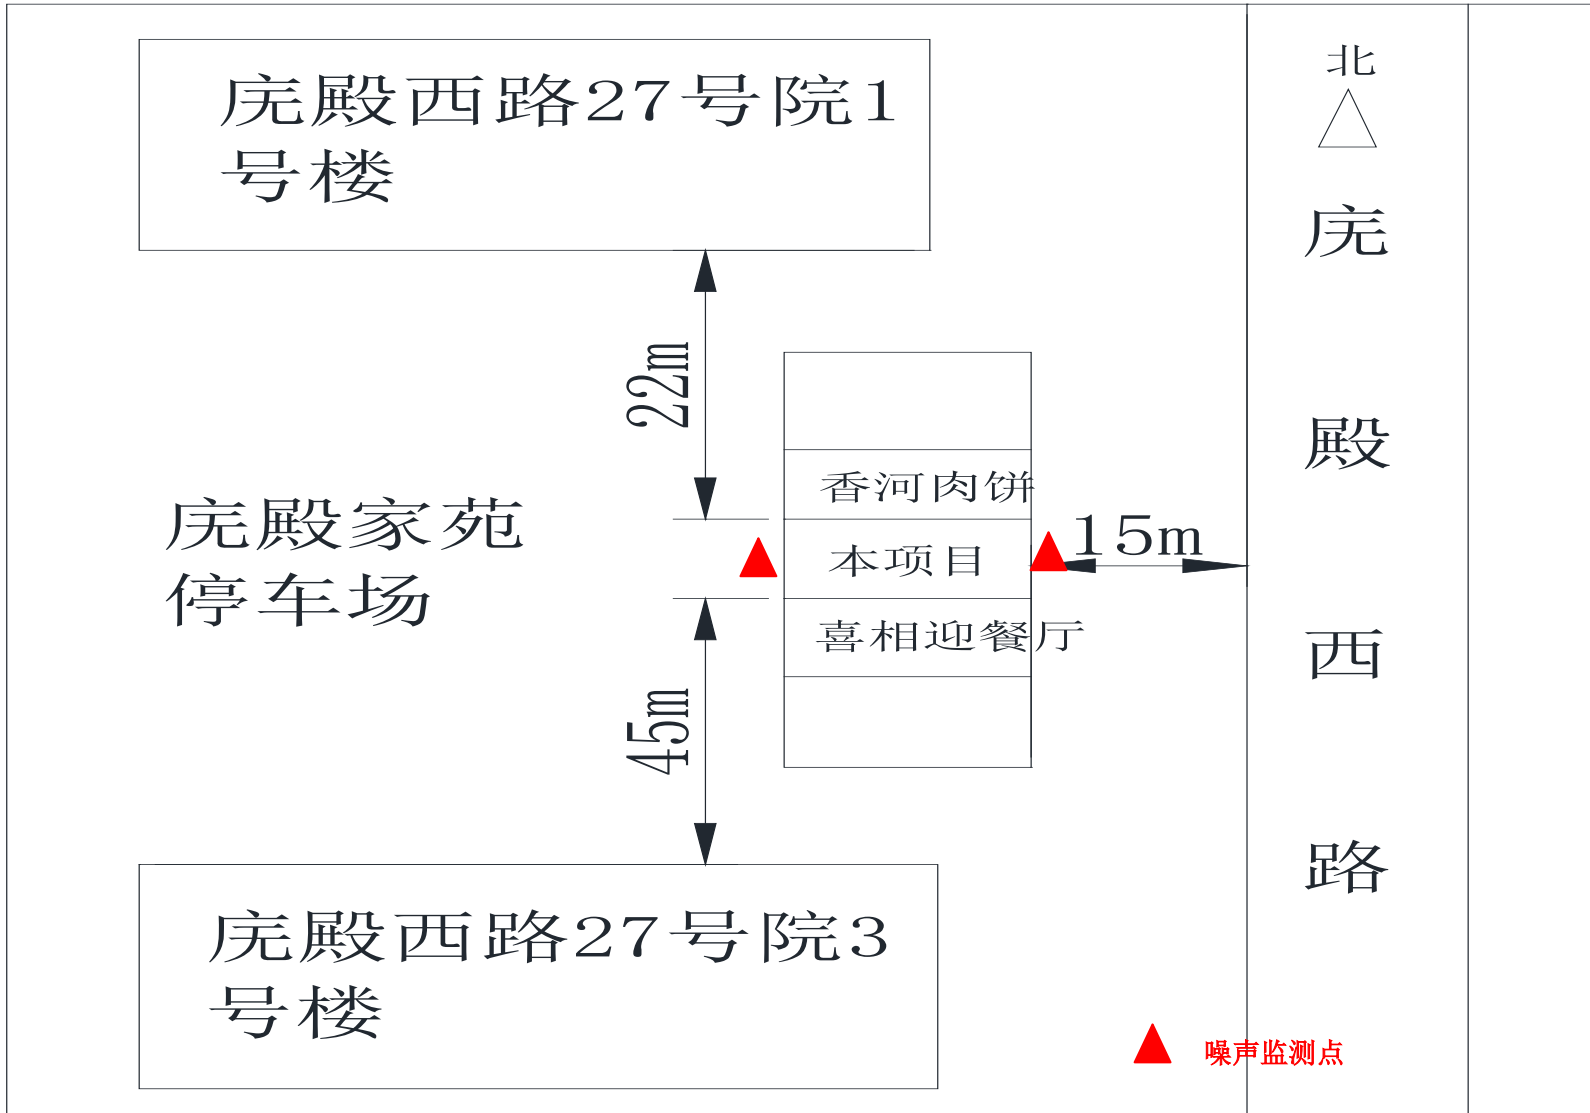 庑殿西路27号院1
号楼
北
庑
殿
西
路
22m
香河肉饼
庑殿家苑
停车场
本项目
15m
喜相迎餐厅
45m
庑殿西路27号院3
号楼
噪声监测点